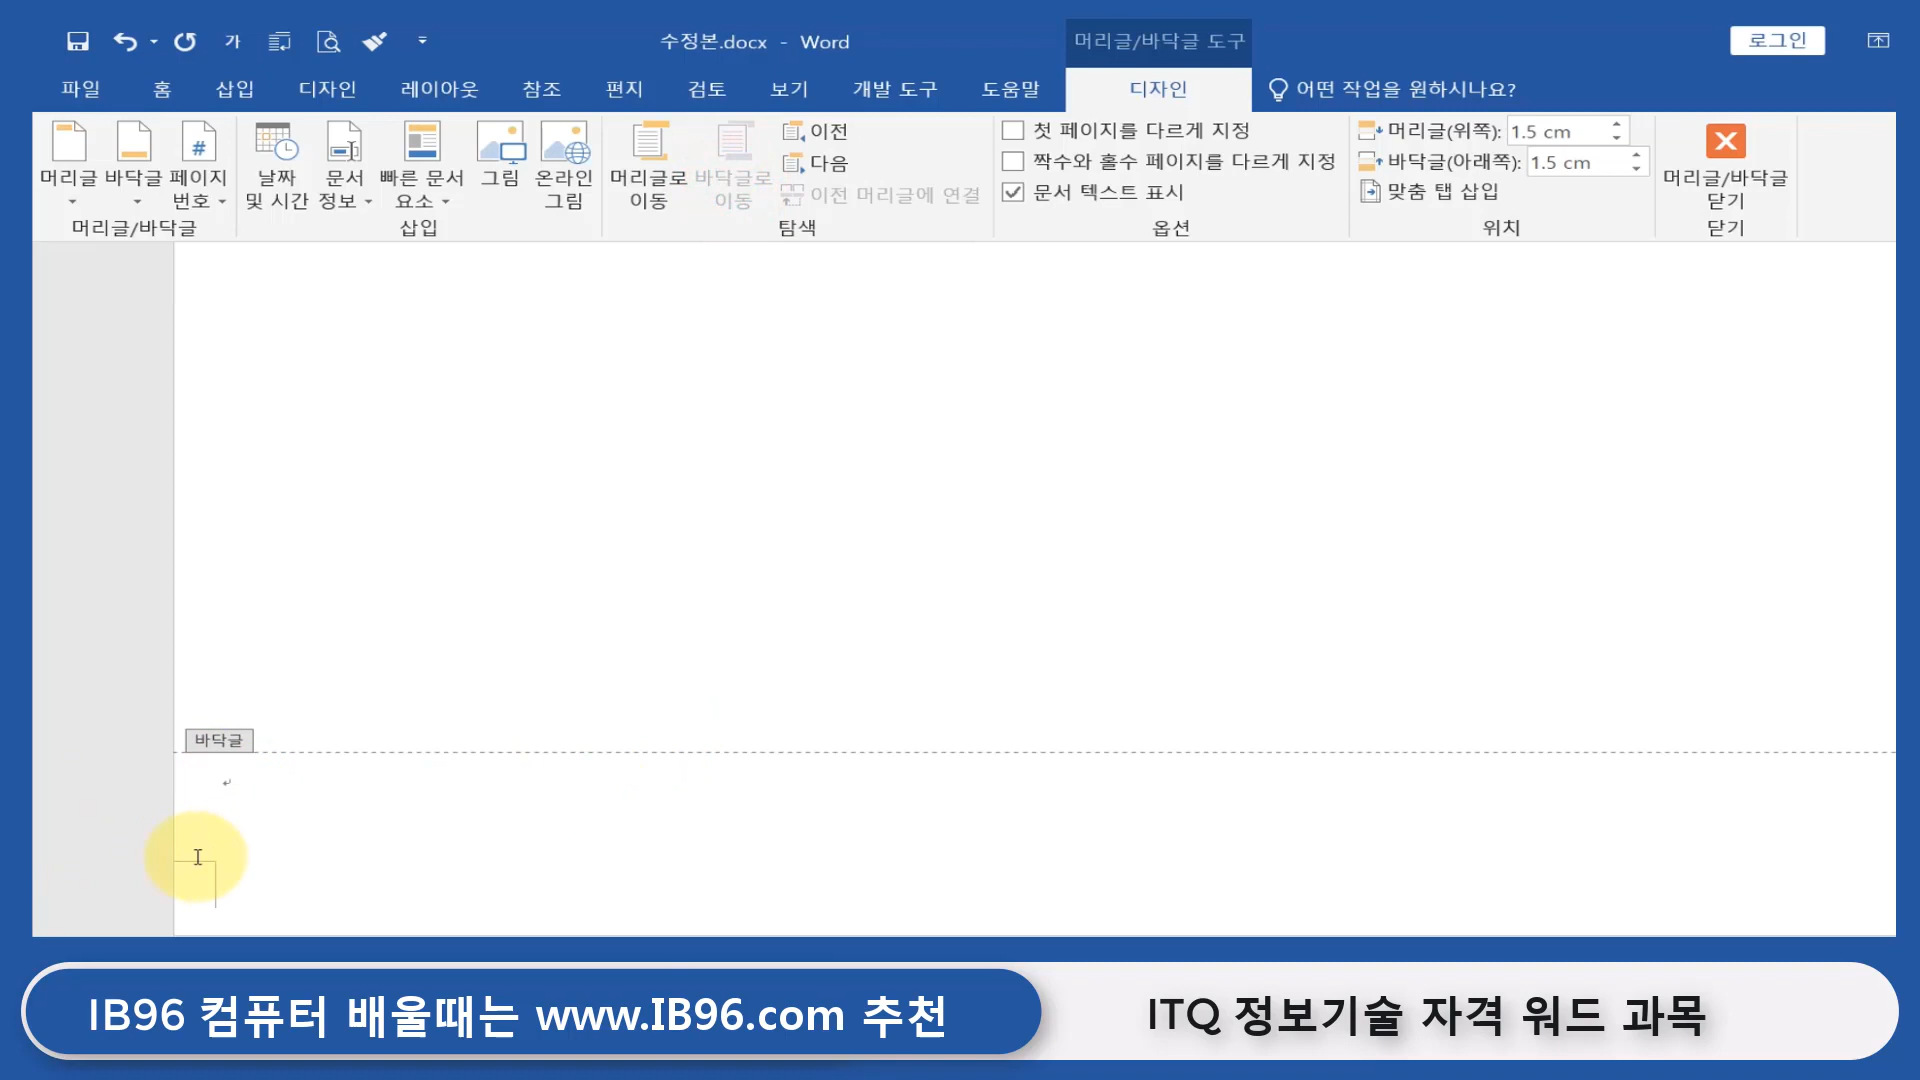 가
수정본.docx - Word
머리글/바닥글 도구
로그인
파일 홈 삽입 디자인 레이아웃 참조 편지 검토 보기 개발 도구 도움말 디자인 어떤 작업을 원하시나요?
머리글
바닥글
페이지
번호
머리글/바닥글
날짜
및 시간
문서
정보
빠른 문서
요소
그림
온라인
그림
삽입
머리글로
이동
바닥글로
이동
이전
다음
이전 머리글에 연결
탐색
첫 페이지를 다르게 지정
짝수와 홀수 페이지를 다르게 지정
문서 텍스트 표시
옵션
머리글(위쪽): 1.5 cm
바닥글(아래쪽): 1.5 cm
맞춤 탭 삽입
위치
머리글/바닥글
닫기
닫기
바닥글
IB96 컴퓨터 배울때는 www.IB96.com 추천
ITQ 정보기술 자격 워드 과목